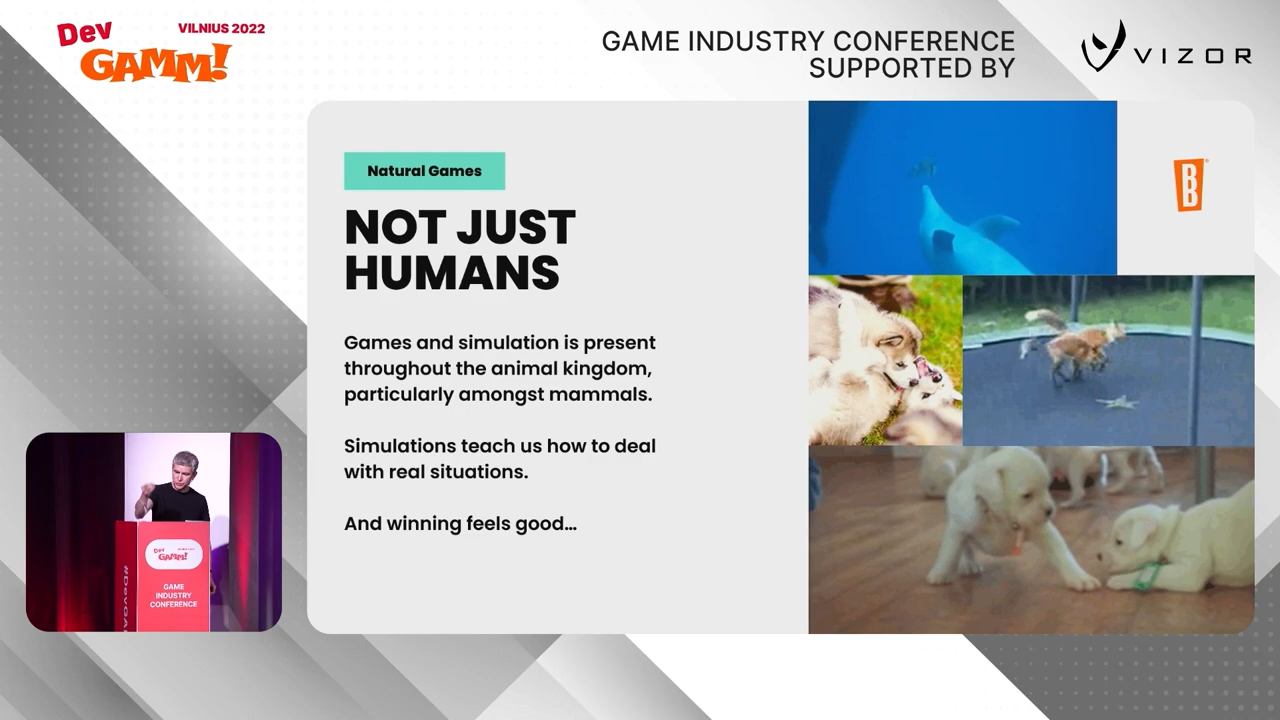 Dev
GAMM!
VILNIUS 2022
GAME INDUSTRY CONFERENCE
SUPPORTED BY
VIZOR
Natural Games
NOT JUST
HUMANS
Games and simulation is present
throughout the animal kingdom,
particularly amongst mammals.
Simulations teach us how to deal
with real situations.
And winning feels good...
B
Dev
GAMM!
GAME
INDUSTRY
CONFERENCE